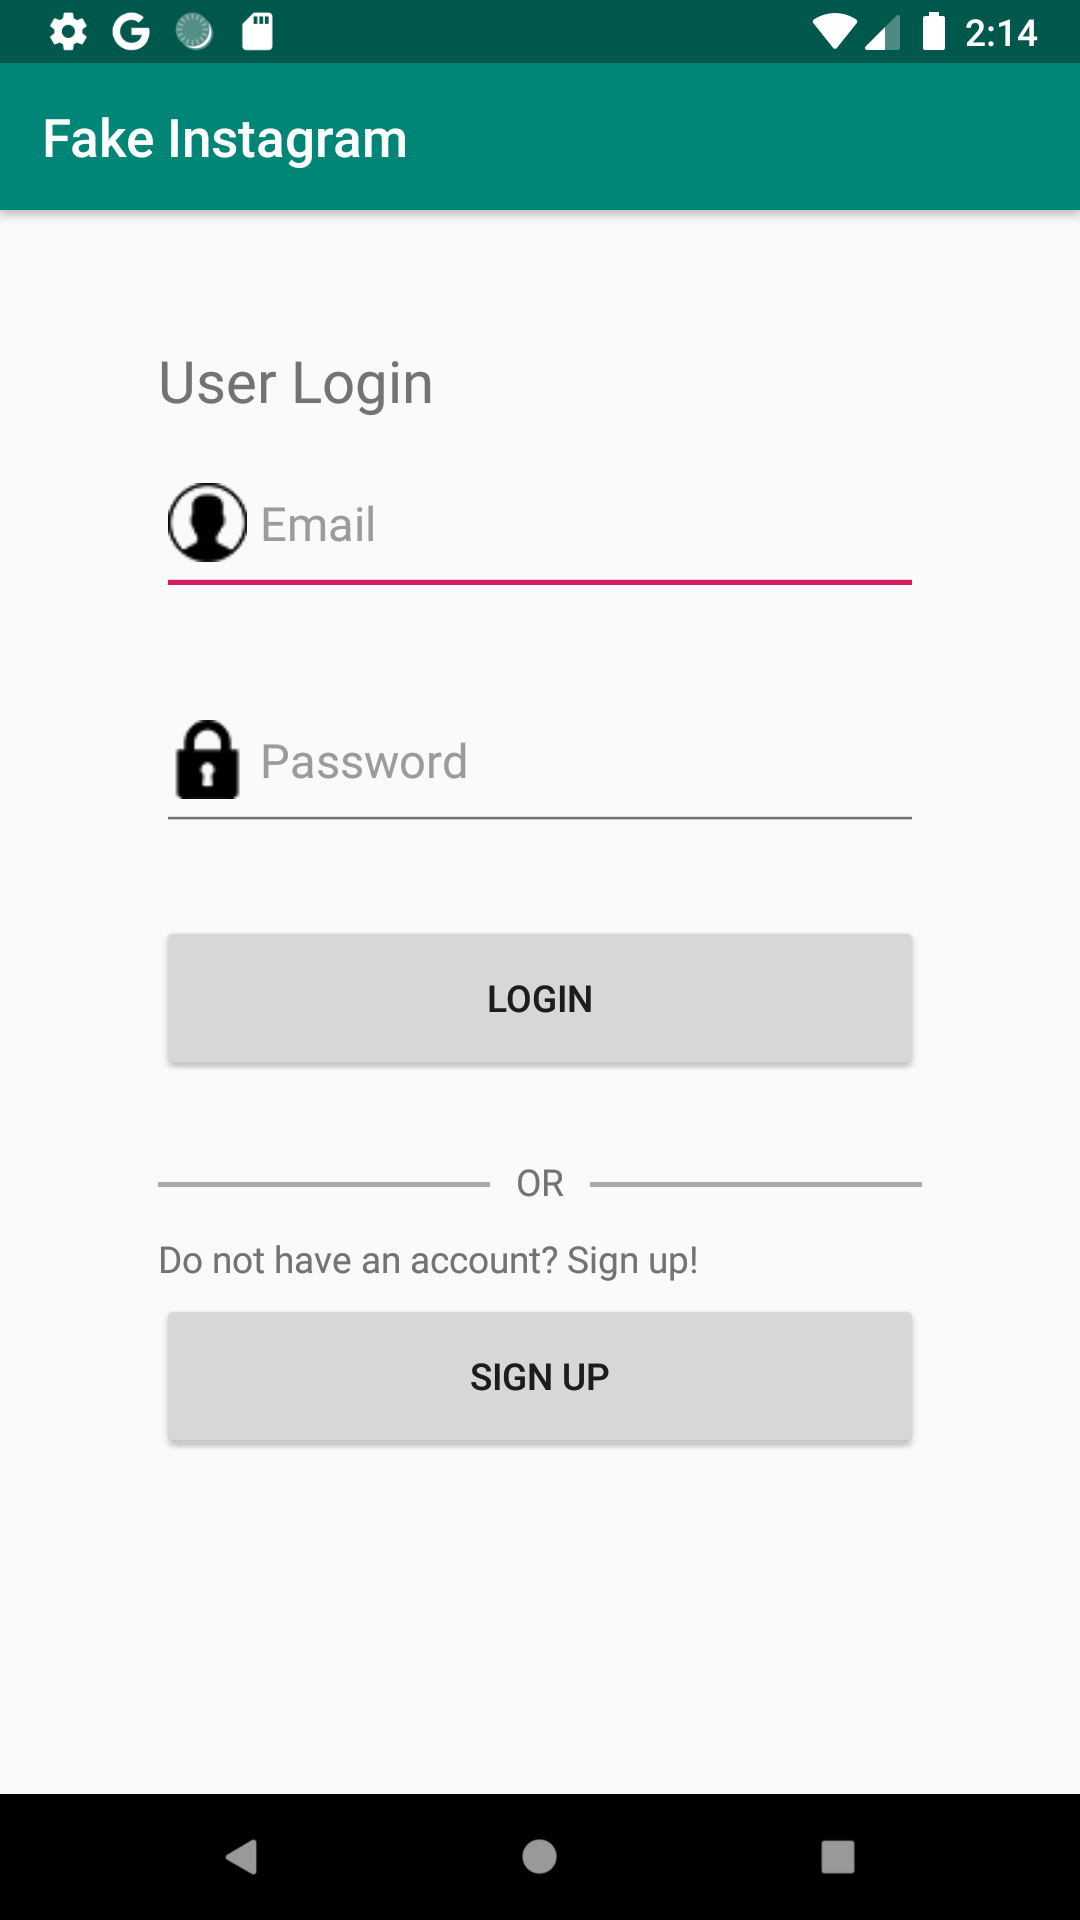 2:14
Fake Instagram
User Login
Email
Password
LOGIN
OR
Do not have an account? Sign up!
SIGN UP